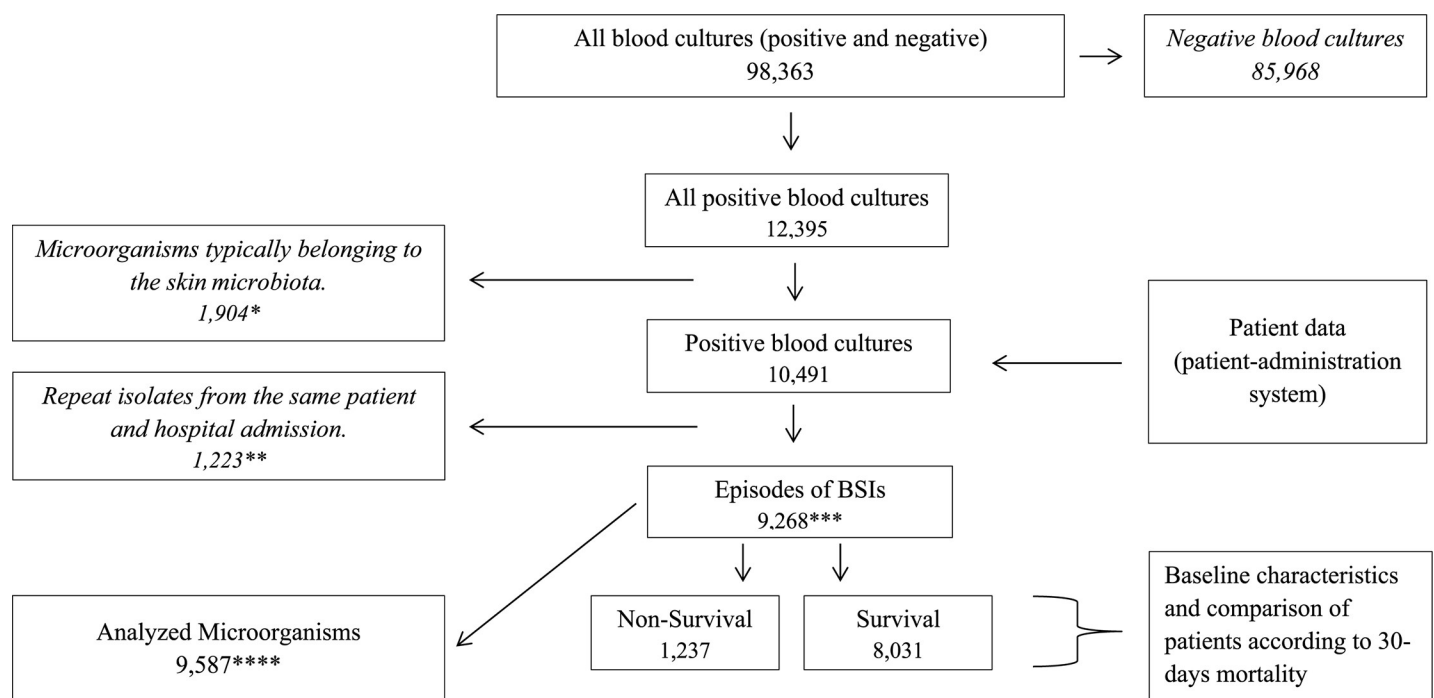 All blood cultures (positive and negative)
98,363
Negative blood cultures
85,968
All positive blood cultures
12,395
Microorganisms typically belonging to
the skin microbiota.
1,904*
Positive blood cultures
10,491
Patient data
(patient-administration
system)
Repeat isolates from the same patient
and hospital admission.
1,223**
Episodes of BSIs
9,268***
Analyzed Microorganisms
9,587****
Non-Survival
1,237
Survival
8,031
Baseline characteristics
and comparison of
patients according to 30-
days mortality